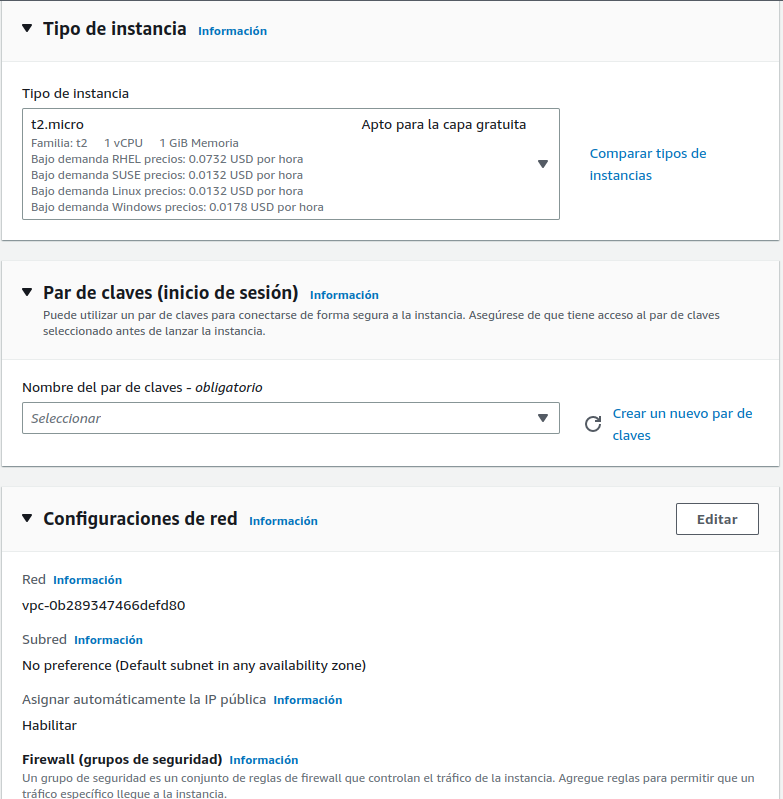 Tipo de instancia Información
Tipo de instancia
t2.micro Apto para la capa gratuita
Familia: t2 1 vCPU 1 GiB Memoria
Bajo demanda RHEL precios: 0.0732 USD por hora
Bajo demanda SUSE precios: 0.0132 USD por hora
Bajo demanda Linux precios: 0.0132 USD por hora
Bajo demanda Windows precios: 0.0178 USD por hora
Comparar tipos de
instancias
Par de claves (inicio de sesión) Información
Puede utilizar un par de claves para conectarse de forma segura a la instancia. Asegúrese de que tiene acceso al par de claves
seleccionado antes de lanzar la instancia.
Nombre del par de claves - obligatorio
Seleccionar
Crear un nuevo par de
claves
Configuraciones de red Información
Editar
Red Información
vpc-0b289347466defd80
Subred Información
No preference (Default subnet in any availability zone)
Asignar automáticamente la IP pública Información
Habilitar
Firewall (grupos de seguridad) Información
Un grupo de seguridad es un conjunto de reglas de firewall que controlan el tráfico de la instancia. Agregue reglas para permitir que un
tráfico específico llegue a la instancia.